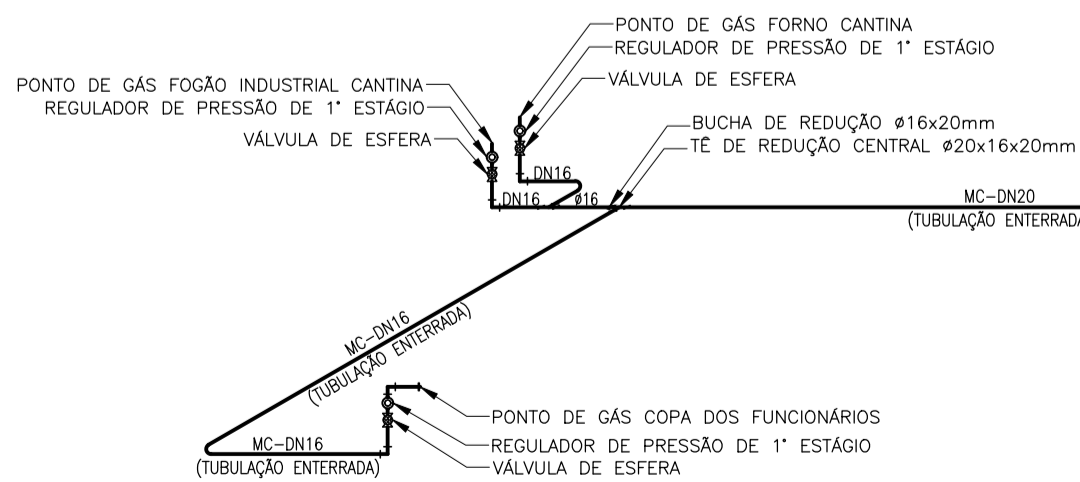 PONTO DE GÁS FORNO CANTINA
REGULADOR DE PRESSÃO DE 1° ESTÁGIO
VÁLVULA DE ESFERA
PONTO DE GÁS FOGÃO INDUSTRIAL CANTINA
REGULADOR DE PRESSÃO DE 1° ESTÁGIO
VÁLVULA DE ESFERA
BUCHA DE REDUÇÃO ø16x20mm
TÊ DE REDUÇÃO CENTRAL ø20x16x20mm
DN16
DN16
ø16
MC-DN20
(TUBULAÇÃO ENTERRADA
MC-DN16
(TUBULAÇÃO ENTERRADA)
PONTO DE GÁS COPA DOS FUNCIONÁRIOS
REGULADOR DE PRESSÃO DE 1° ESTÁGIO
VÁLVULA DE ESFERA
MC-DN16
(TUBULAÇÃO ENTERRADA)